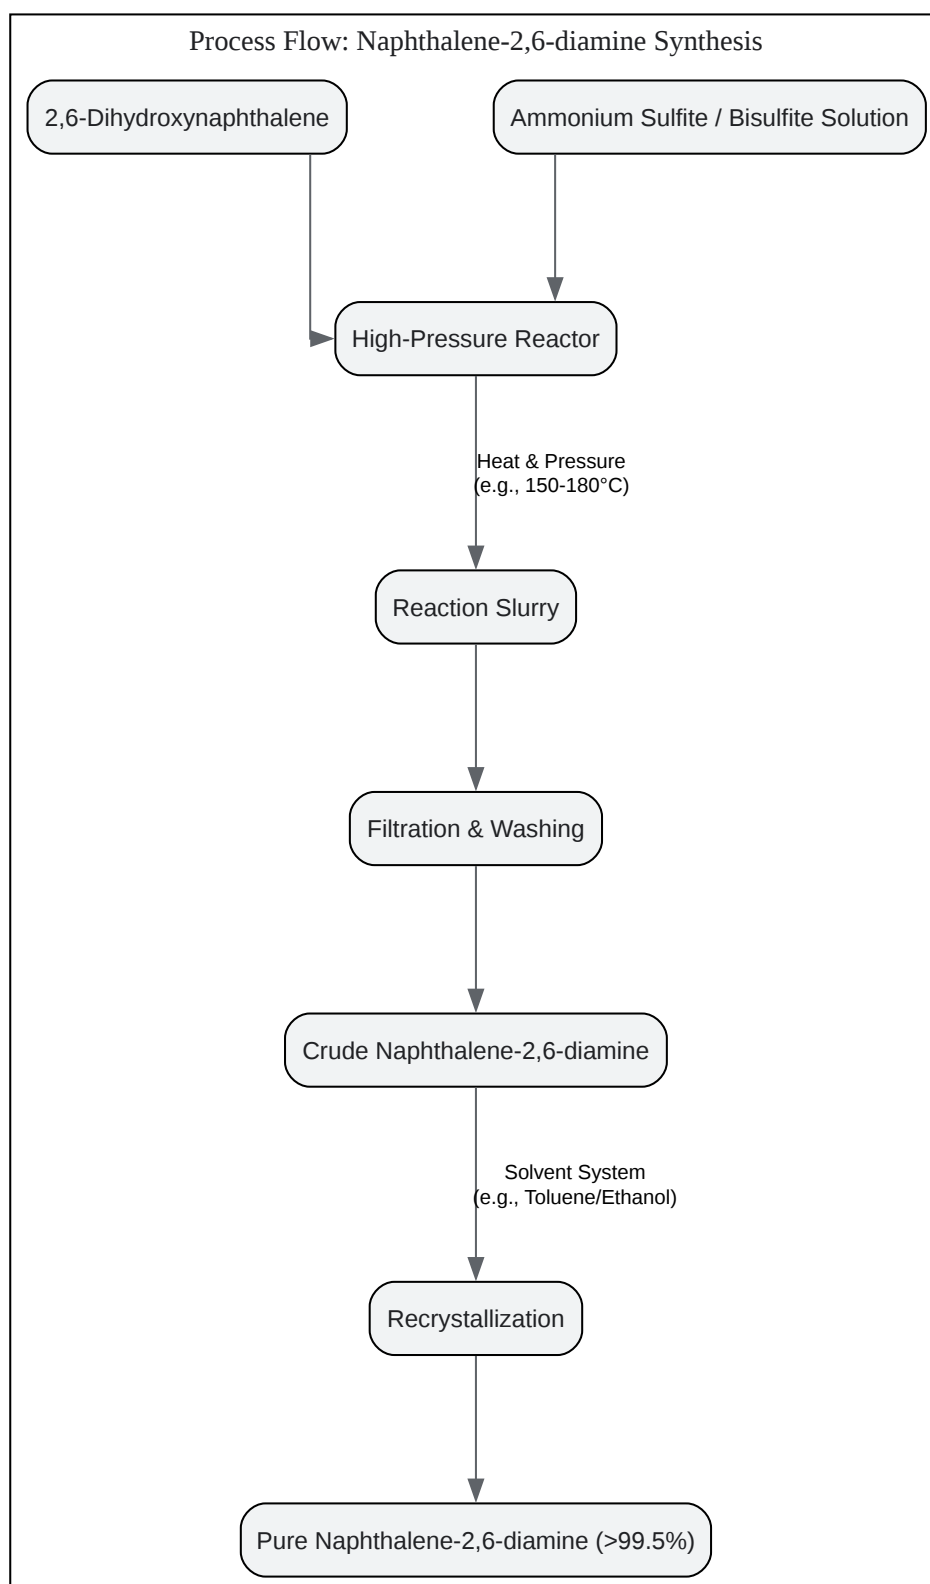 Process Flow: Naphthalene-2,6-diamine Synthesis
2,6-Dihydroxynaphthalene
Ammonium Sulfite / Bisulfite Solution
High-Pressure Reactor
Heat & Pressure
(e.g., 150-180°C)
Reaction Slurry
Filtration & Washing
Crude Naphthalene-2,6-diamine
Solvent System
(e.g., Toluene/Ethanol)
Recrystallization
Pure Naphthalene-2,6-diamine (>99.5%)